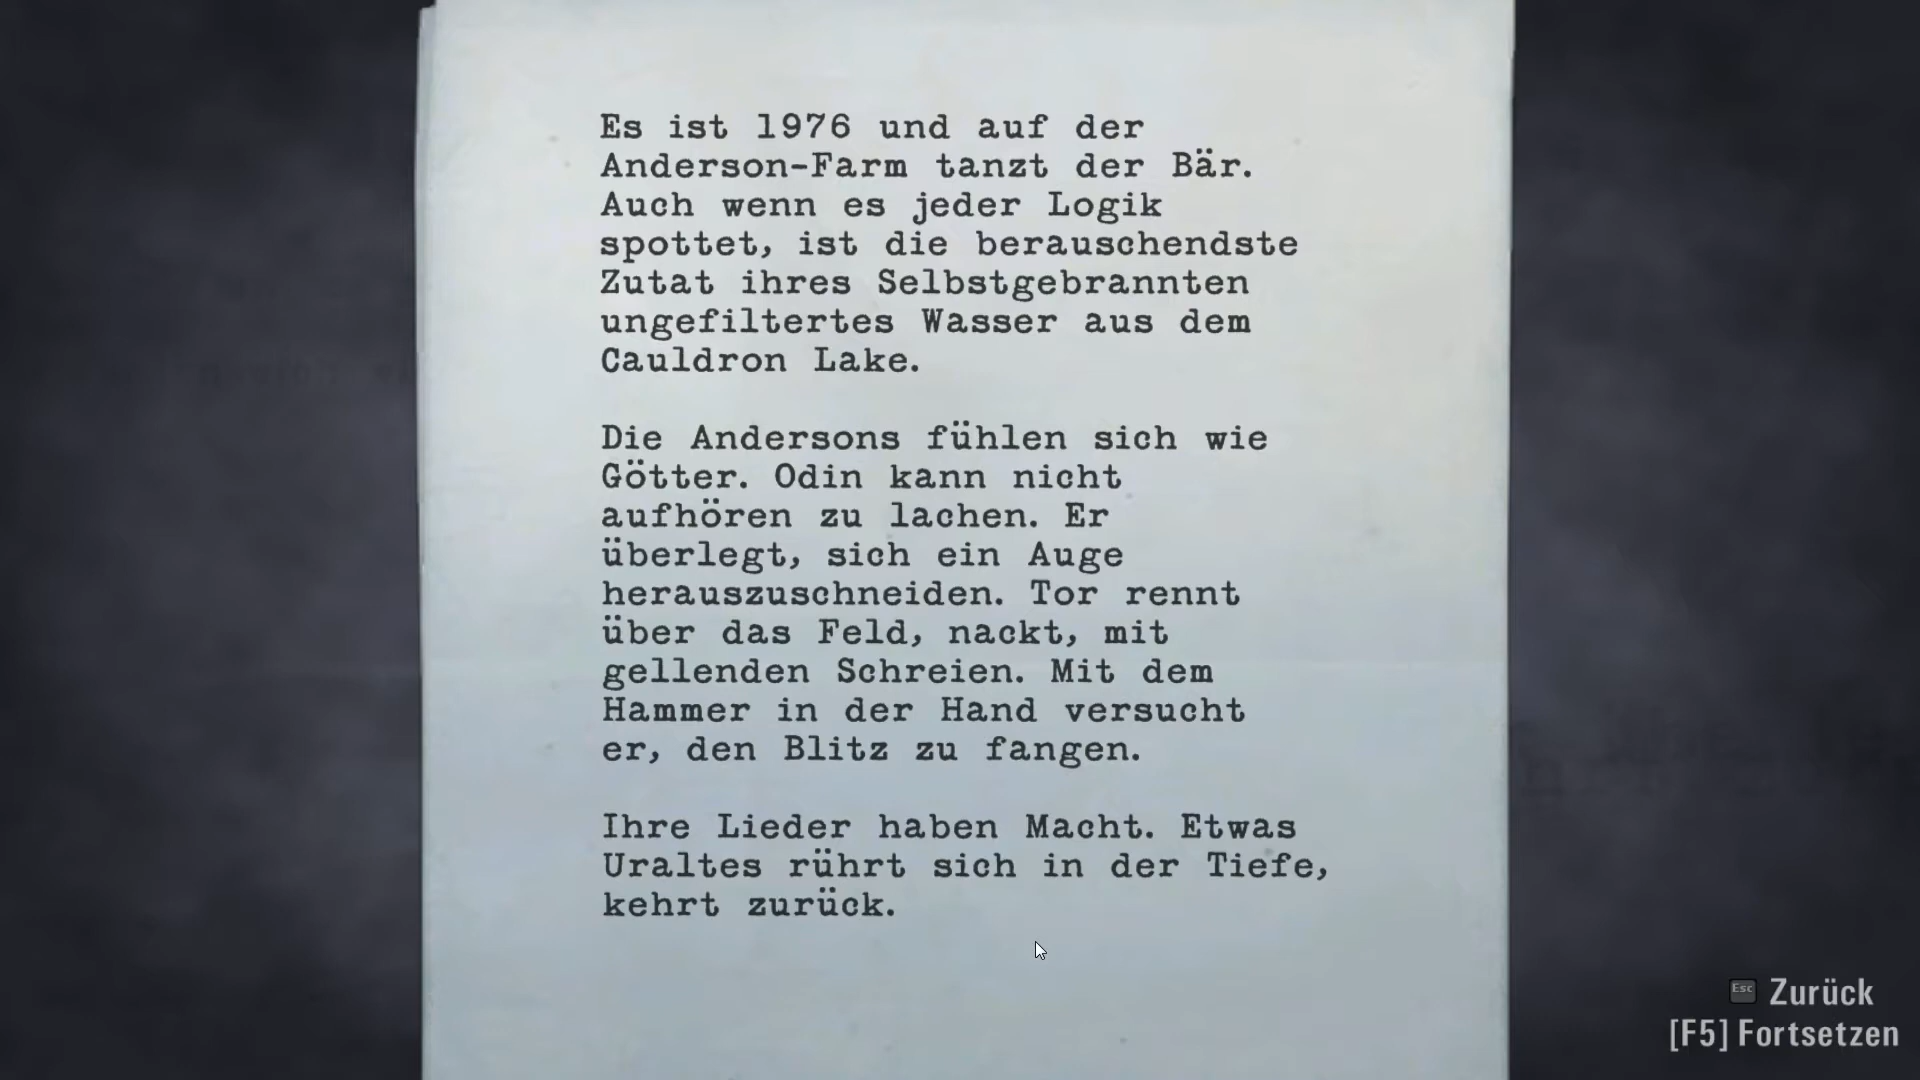 Es ist 1976 und auf der
Anderson-Farm tanzt der Bär.
Auch wenn es jeder Logik
spottet, ist die berauschendste
Zutat ihres Selbstgebrannten
ungefiltertes Wasser aus dem
Cauldron Lake.
Die Andersons fühlen sich wie
Götter. Odin kann nicht
aufhören zu lachen. Er
überlegt, sich ein Auge
herauszuschneiden. Tor rennt
über das Feld, nackt, mit
gellenden Schreien. Mit dem
Hammer in der Hand versucht
er, den Blitz zu fangen.
Ihre Lieder haben Macht. Etwas
Uraltes rührt sich in der Tiefe,
kehrt zurück.
Esc Zurück
[F5] Fortsetzen